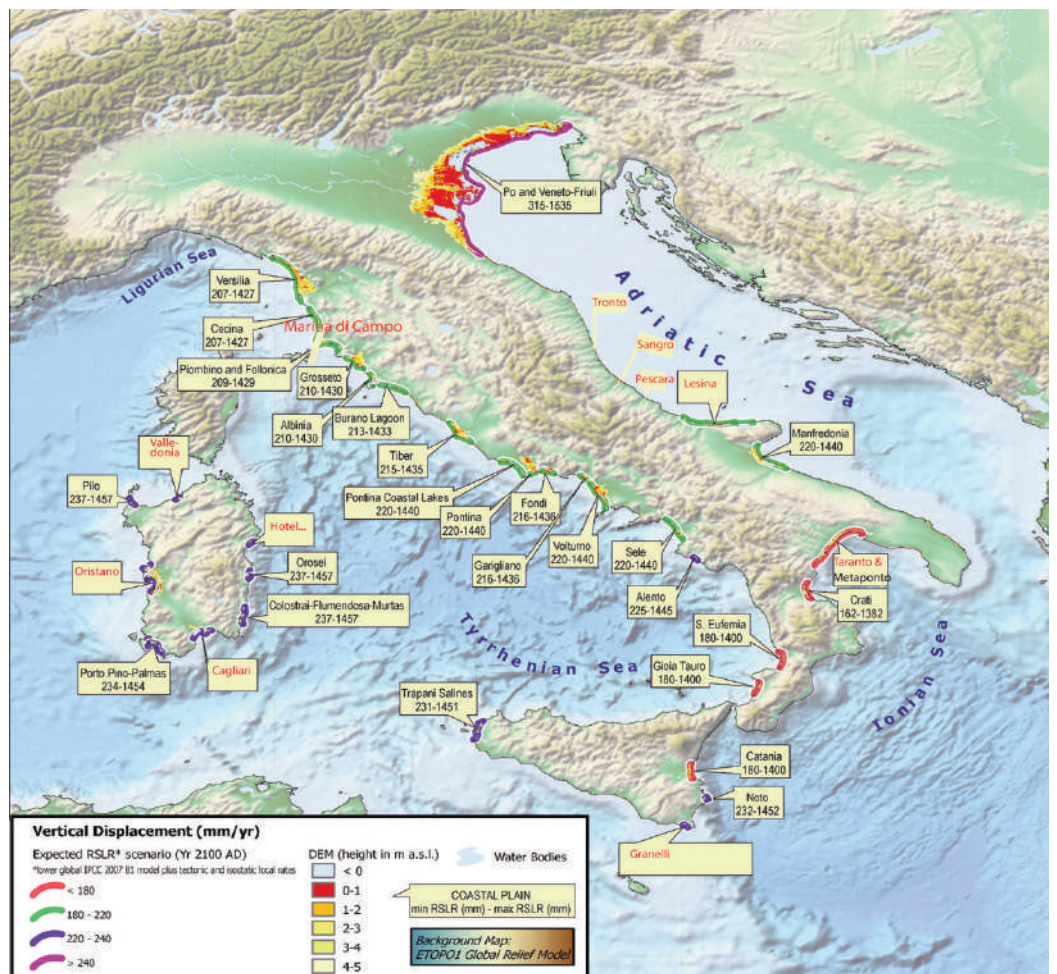 Po and Veneto-Friuli
315-1535
Ligurian Sea
Adriatic Sea
Versilia
207-1427
Tronto
Cecina
207-1427
Marina di Campo
Sangro
Piombino and Follonica
209-1429
Grosseto
210-1430
Pescara
Lesina
Albinia
210-1430
Burano Lagoon
213-1433
Manfredonia
220-1440
Valle-
donia
Tiber
215-1435
Pilo
237-1457
Pontina Coastal Lakes
220-1440
Pontina
220-1440
Fondi
216-1436
Hotel...
Garigliano
216-1436
Volturno
220-1440
Sele
220-1440
Orosei
237-1457
Oristano
Taranto &
Metaponto
Alento
225-1445
Crati
162-1382
Colostrai-Flumendosa-Murtas
237-1457
S. Eufemia
180-1400
Tyrrhenian Sea
Ionian Sea
Porto Pino-Palmas
234-1454
Cagliari
Gioia Tauro
180-1400
Trapani Salines
231-1451
Catania
180-1400
Noto
232-1452
Granelli
Vertical Displacement (mm/yr)
Expected RSLR* scenario (Yr 2100 AD)
*lower global IPCC 2007 B1 model plus tectonic and isostatic local rates
< 180
180 - 220
220 - 240
> 240
DEM (height in m a.s.l.)
< 0
0-1
1-2
2-3
3-4
4-5
Water Bodies
COASTAL PLAIN
min RSLR (mm) - max RSLR (mm)
Background Map:
ETOPO1 Global Relief Model